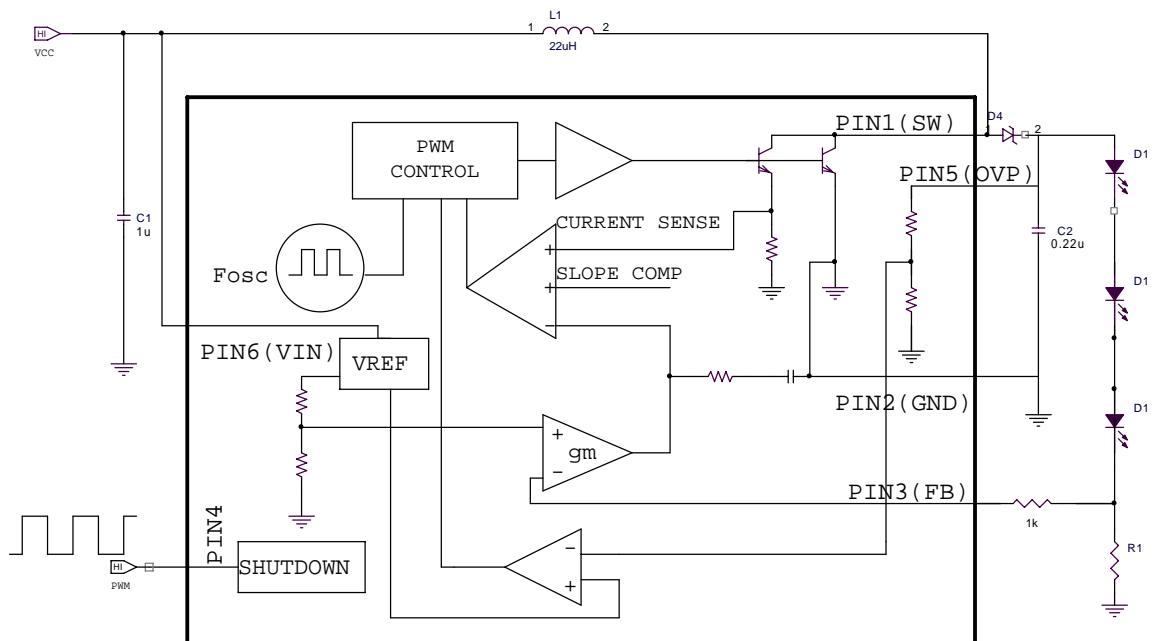 L1
1
2
22uH
HI
VCC
D4
1
2
PIN1(SW)
PWM
CONTROL
D1
PIN5(OVP)
C1
1u
CURRENT SENSE
+
C2
0.22u
Fosc
SLOPE COMP
+
D1
−
PIN6(VIN)
VREF
PIN2(GND)
D1
+
gm
−
PIN3(FB)
1k
PIN4
−
R1
HI
SHUTDOWN
+
PWM